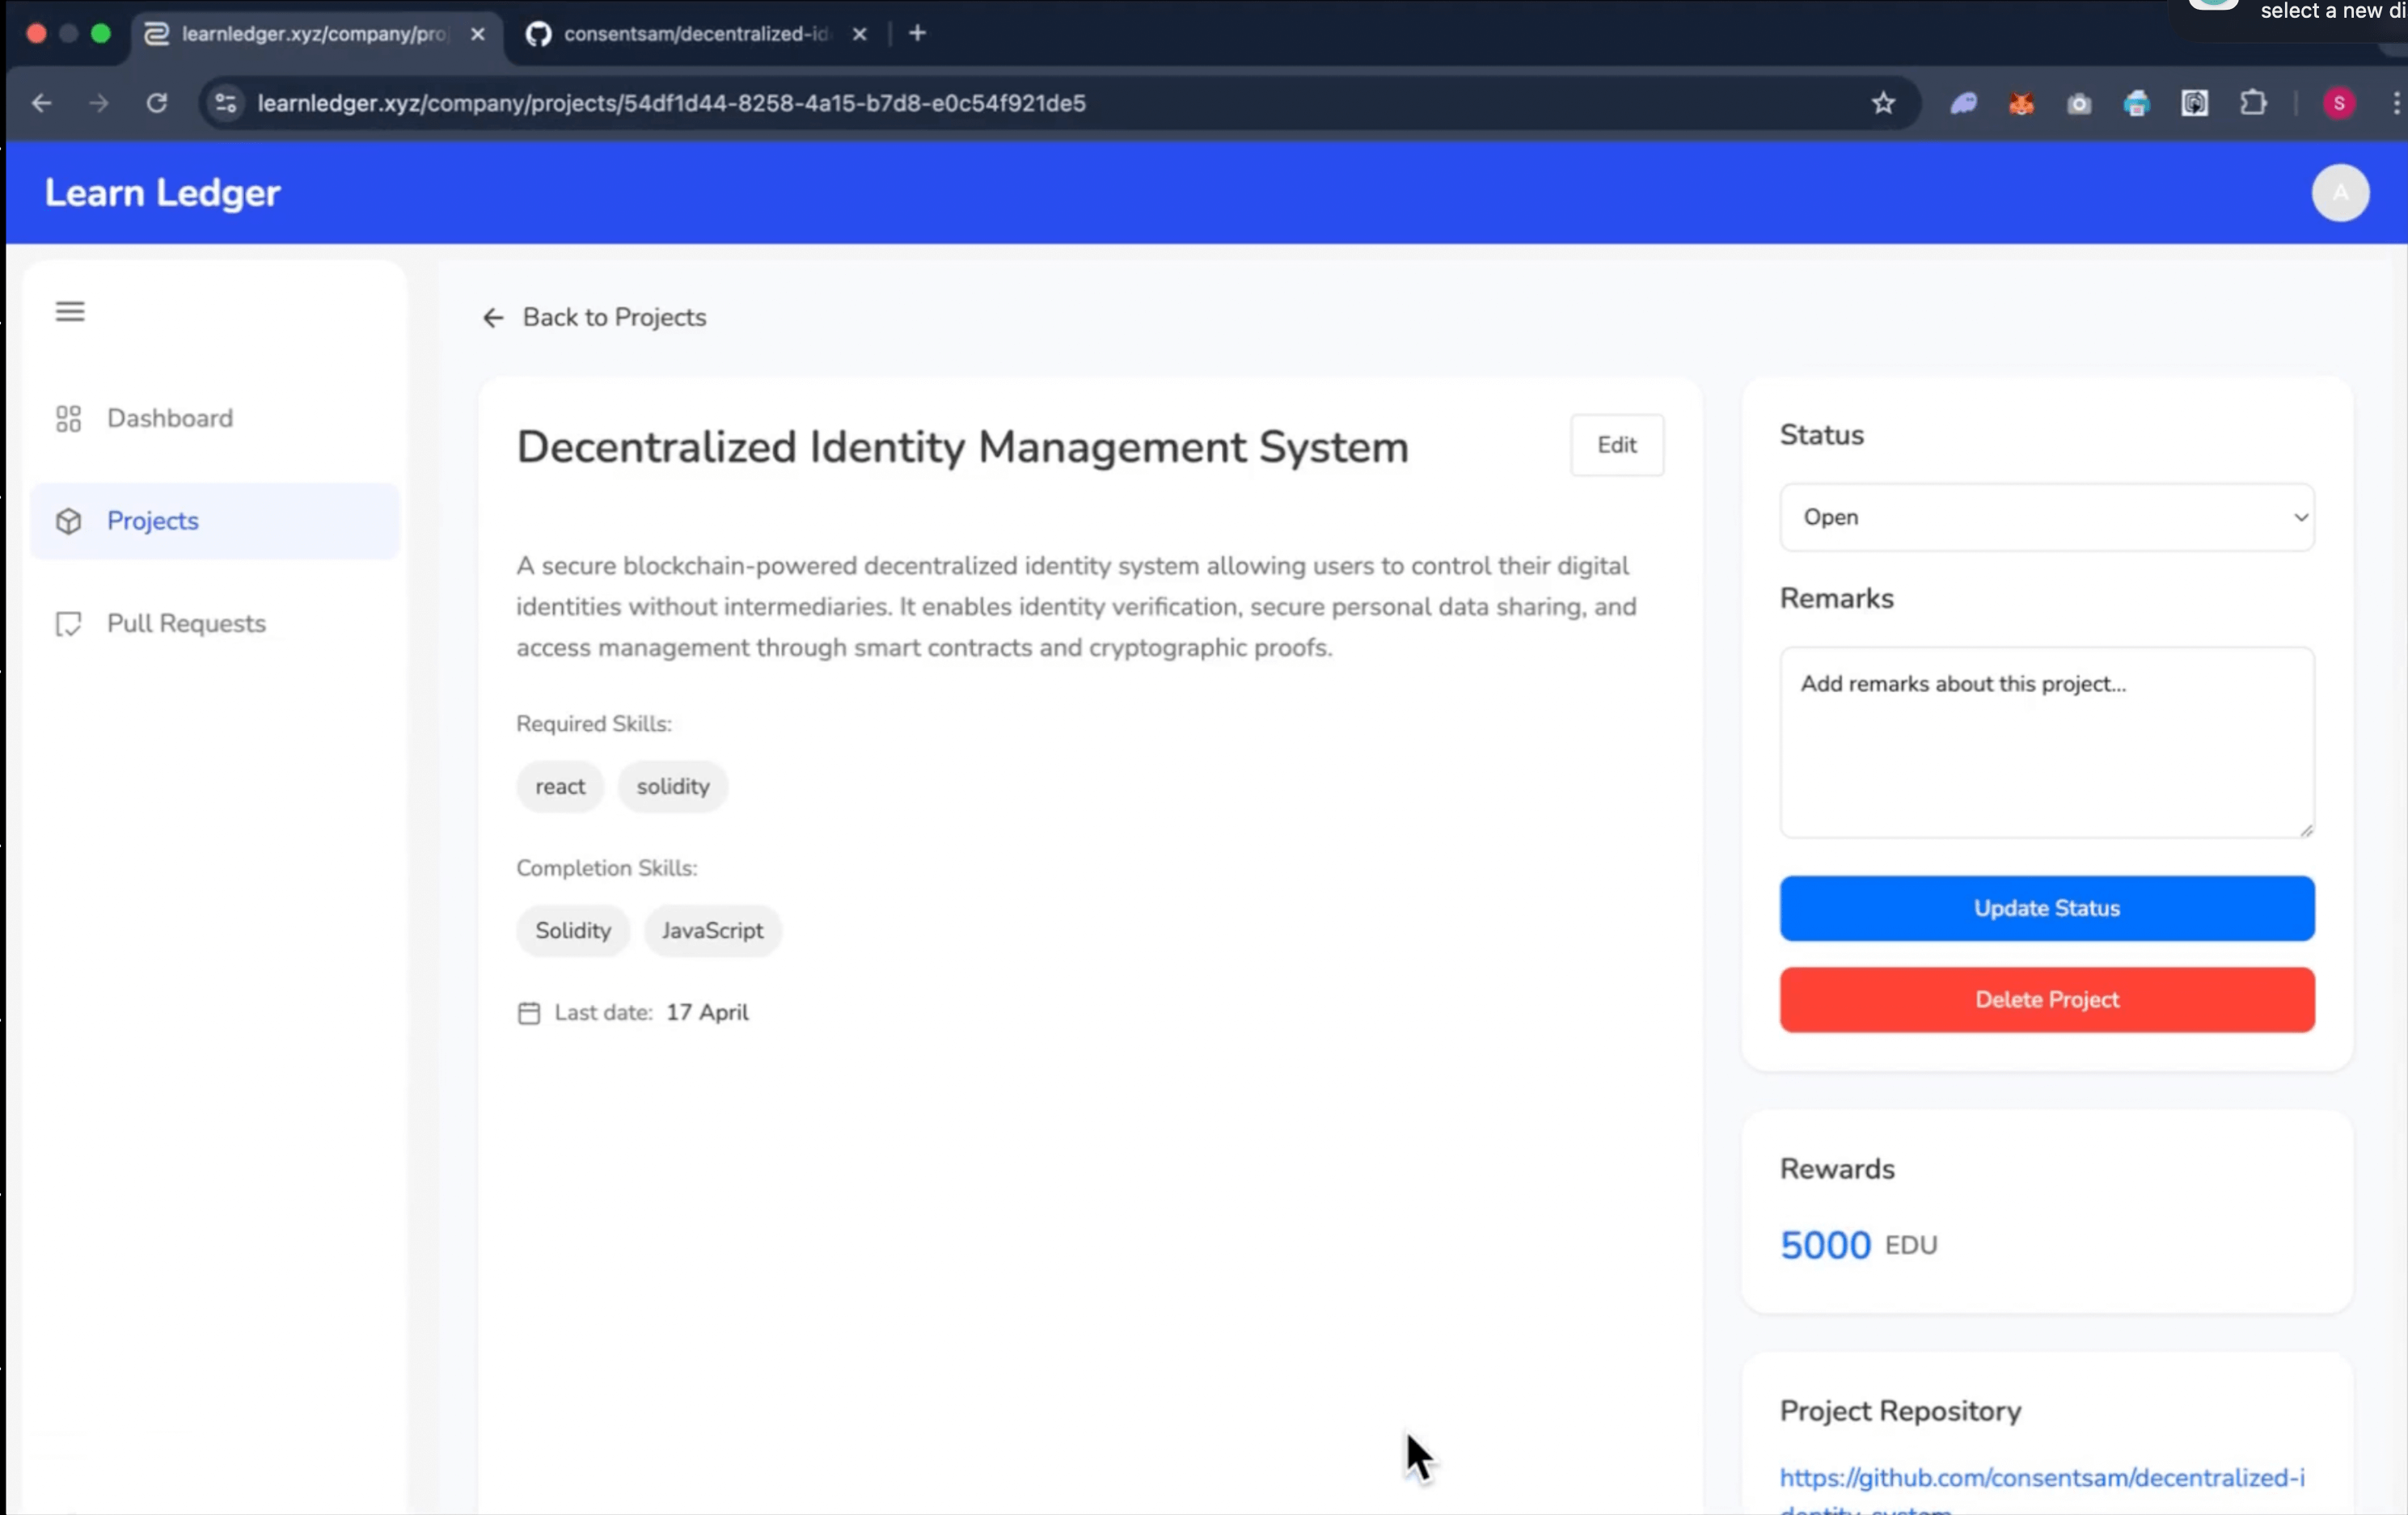 select a new di
learnledger.xyz/company/pro
consentsam/decentralized-id
learnledger.xyz/company/projects/54df1d44-8258-4a15-b7d8-e0c54f921de5
S
Learn Ledger
A
Back to Projects
Dashboard
Projects
Pull Requests
Decentralized Identity Management System
Edit
A secure blockchain-powered decentralized identity system allowing users to control their digital
identities without intermediaries. It enables identity verification, secure personal data sharing, and
access management through smart contracts and cryptographic proofs.
Required Skills:
react
solidity
Completion Skills:
Solidity
JavaScript
Last date: 17 April
Status
Open
Remarks
Add remarks about this project...
Update Status
Delete Project
Rewards
5000 EDU
Project Repository
https://github.com/consentsam/decentralized-i
dentity-system